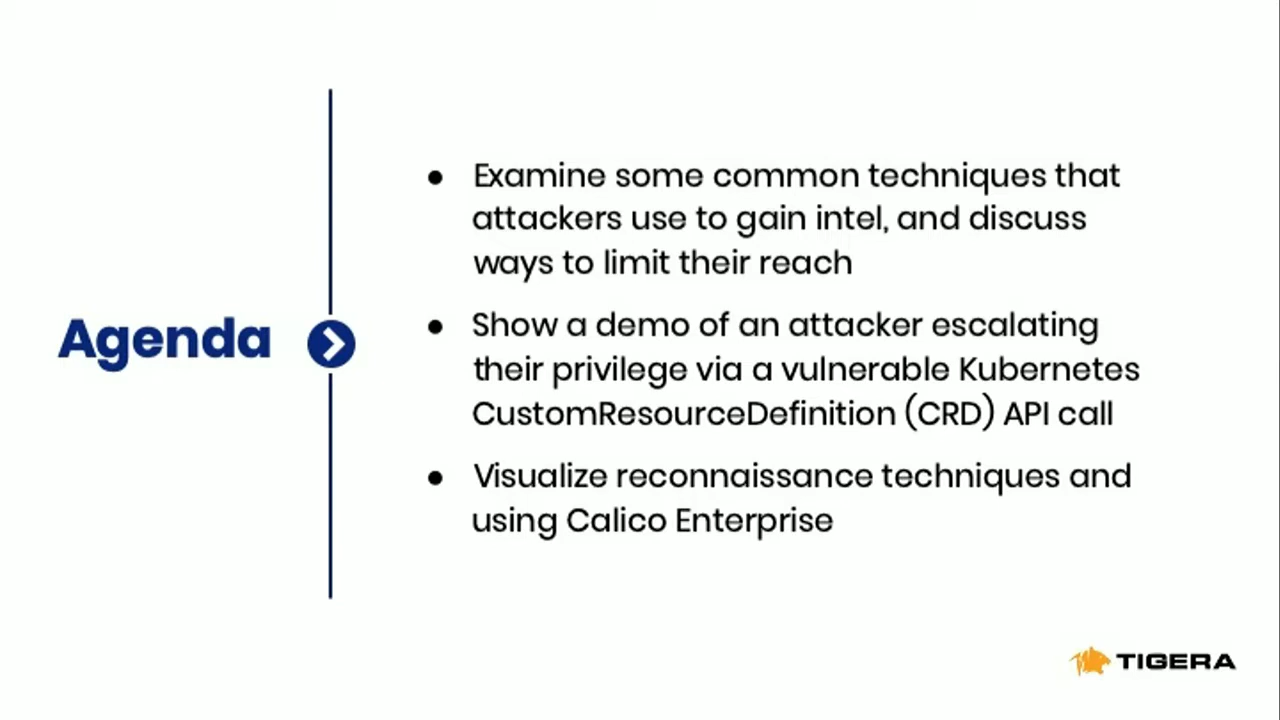 Agenda
● Examine some common techniques that
attackers use to gain intel, and discuss
ways to limit their reach
● Show a demo of an attacker escalating
their privilege via a vulnerable Kubernetes
CustomResourceDefinition (CRD) API call
● Visualize reconnaissance techniques and
using Calico Enterprise
TIGERA